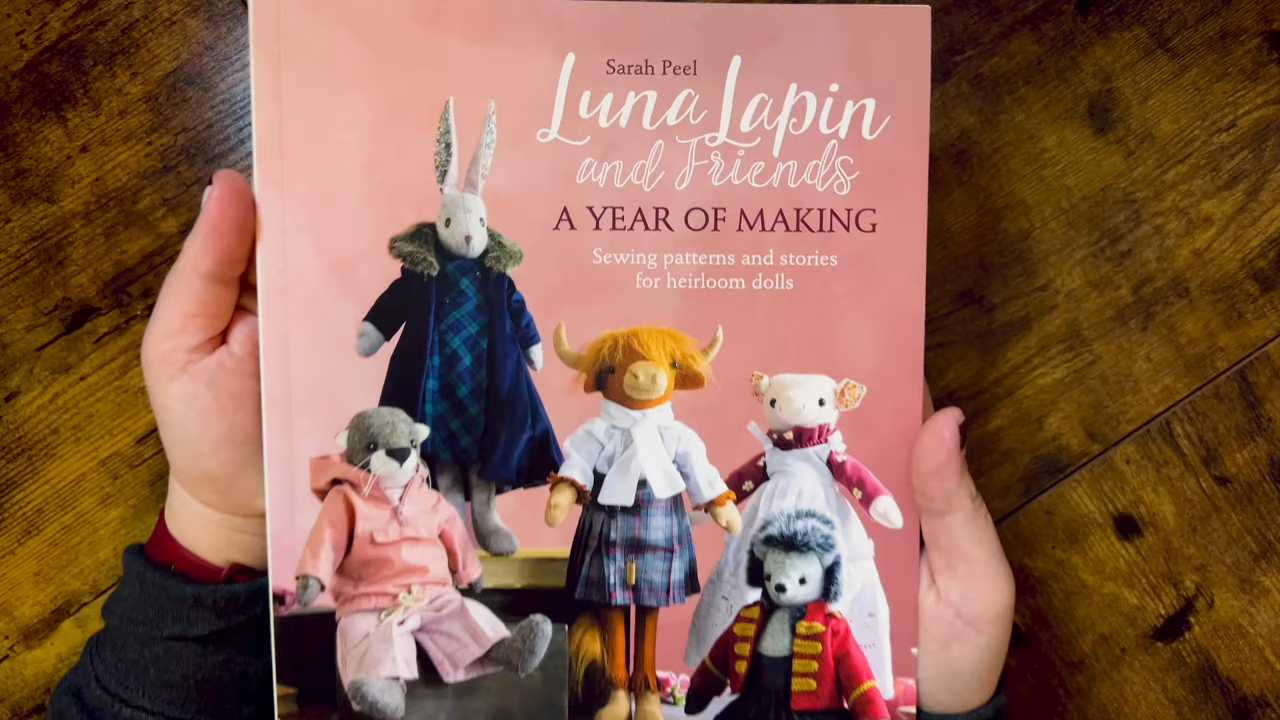 Sarah Peel
Luna Lapin
and Friends
A YEAR OF MAKING
Sewing patterns and stories
for heirloom dolls